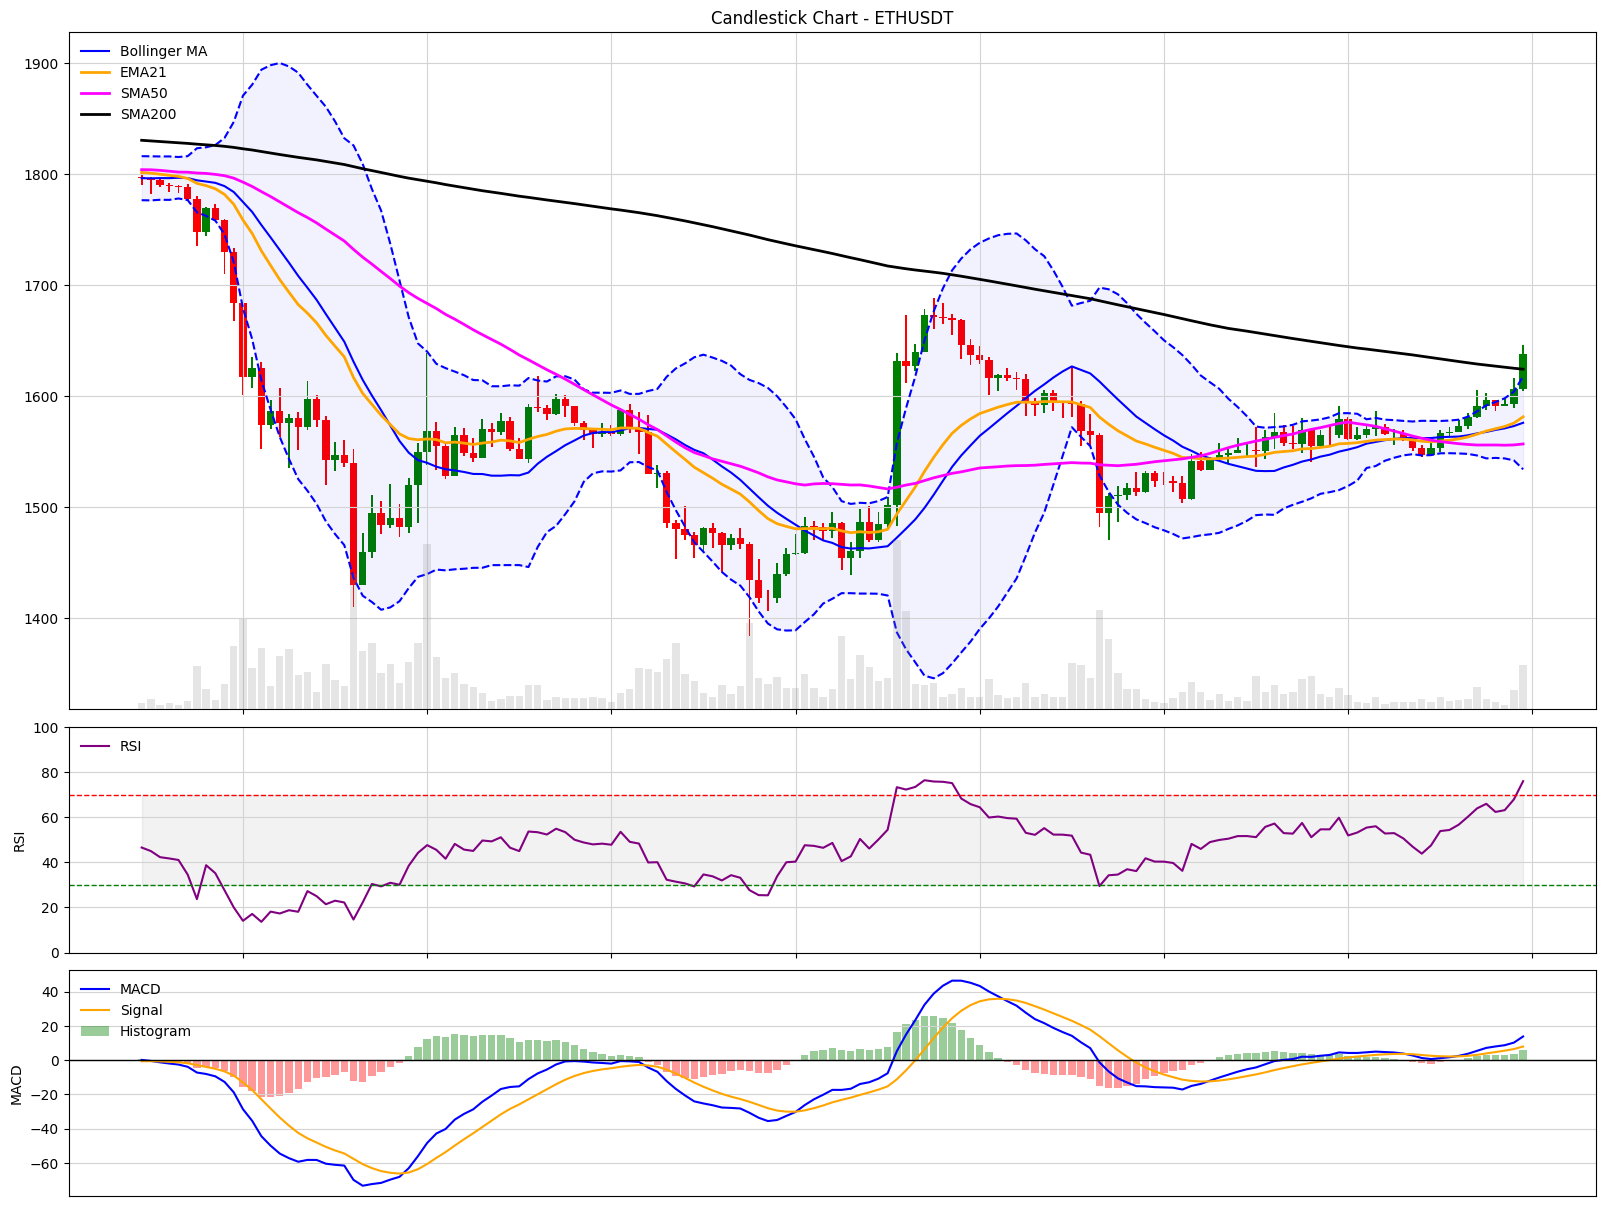 Candlestick Chart - ETHUSDT
Bollinger MA
EMA21
SMA50
SMA200
1900
1800
1700
1600
1500
1400
RSI
100
80
60
40
20
0
RSI
MACD
Signal
Histogram
40
20
0
−20
−40
−60
MACD